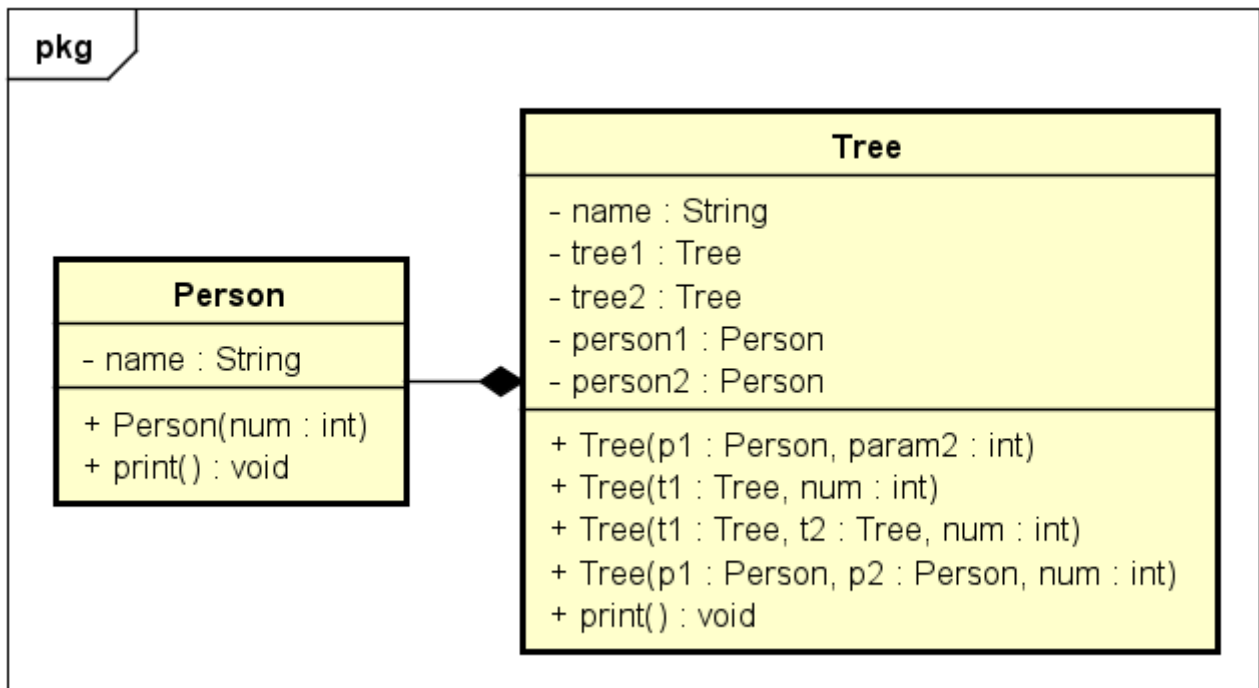 pkg
Person
- name : String
+ Person(num : int)
+ print() : void
Tree
- name : String
- tree1 : Tree
- tree2 : Tree
- person1 : Person
- person2 : Person
+ Tree(p1 : Person, param2 : int)
+ Tree(t1 : Tree, num : int)
+ Tree(t1 : Tree, t2 : Tree, num : int)
+ Tree(p1 : Person, p2 : Person, num : int)
+ print() : void